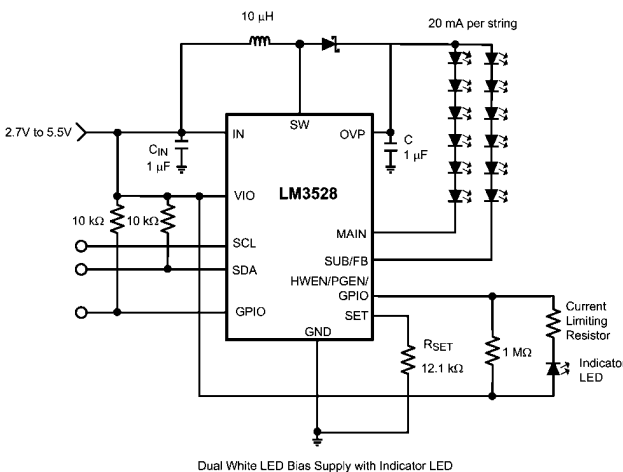 10 µH
20 mA per string
2.7V to 5.5V
IN
SW
OVP
CIN
1 µF
C
1 µF
VIO
LM3528
10 kΩ
10 kΩ
SCL
MAIN
SDA
SUB/FB
HWEN/PGEN/
GPIO
GPIO
SET
GND
RSET
12.1 kΩ
1 MΩ
Current
Limiting
Resistor
Indicato
LED
Dual White LED Bias Supply with Indicator LED